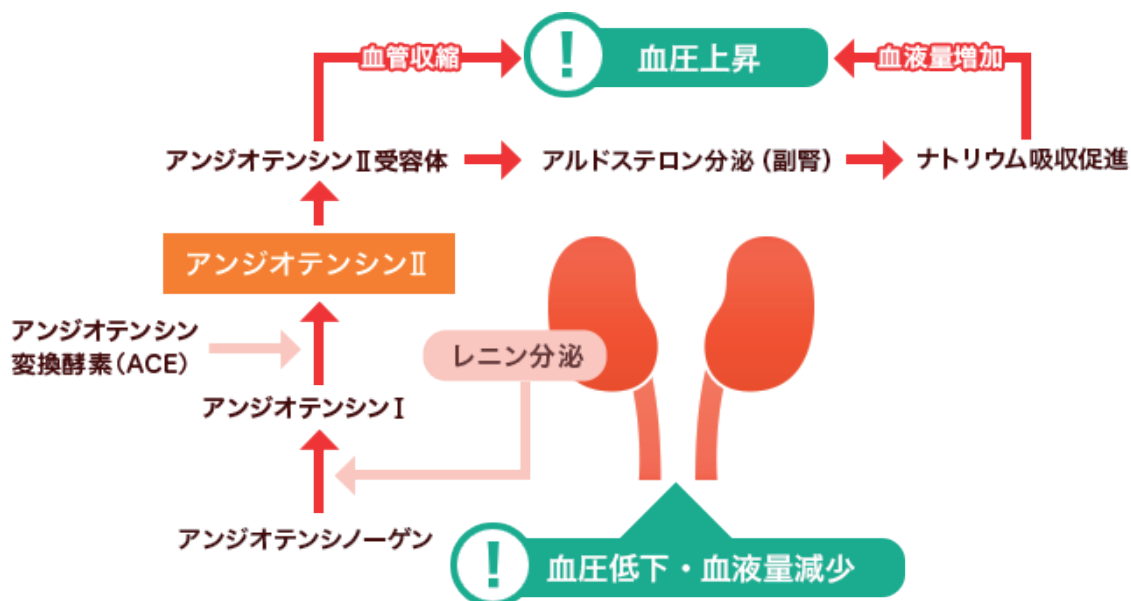 血管収縮
!
血圧上昇
血液量増加
アンジオテンシンⅡ受容体
アルドステロン分泌(副腎)
ナトリウム吸収促進
アンジオテンシンⅡ
アンジオテンシン
変換酵素(ACE)
レニン分泌
アンジオテンシンⅠ
アンジオテンシノーゲン
!
血圧低下・血液量減少